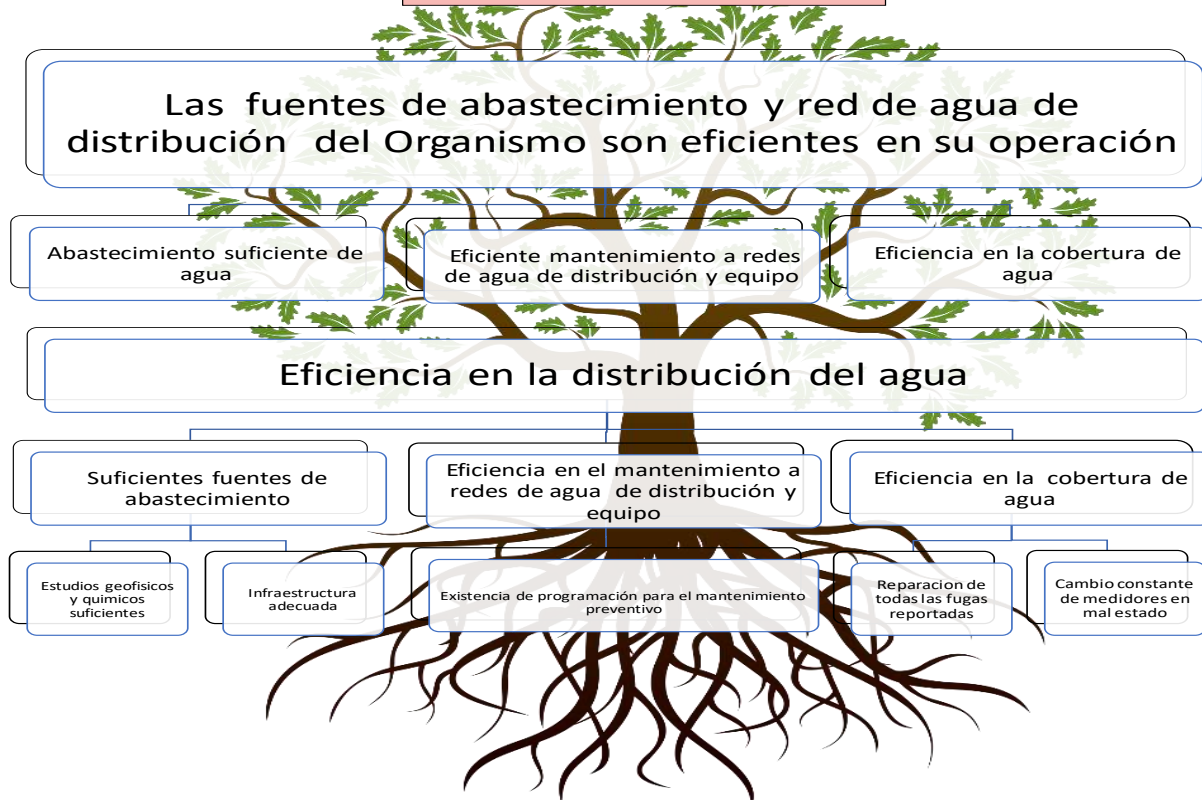 Las fuentes de abastecimiento y red de agua de
distribución del Organismo son eficientes en su operación
Abastecimiento suficiente de
agua
Eficiente mantenimiento a redes
de agua de distribución y equipo
Eficiencia en la cobertura de
agua
Eficiencia en la distribución del agua
Suficientes fuentes de
abastecimiento
Eficiencia en el mantenimiento a
redes de agua de distribución y
equipo
Eficiencia en la cobertura de
agua
Estudios geofisicos
y quimicos
suficientes
Infraestructura
adecuada
Existencia de programación para el mantenimiento
preventivo
Reparacion de
todas las fugas
reportadas
Cambio constante
de medidores en
mal estado